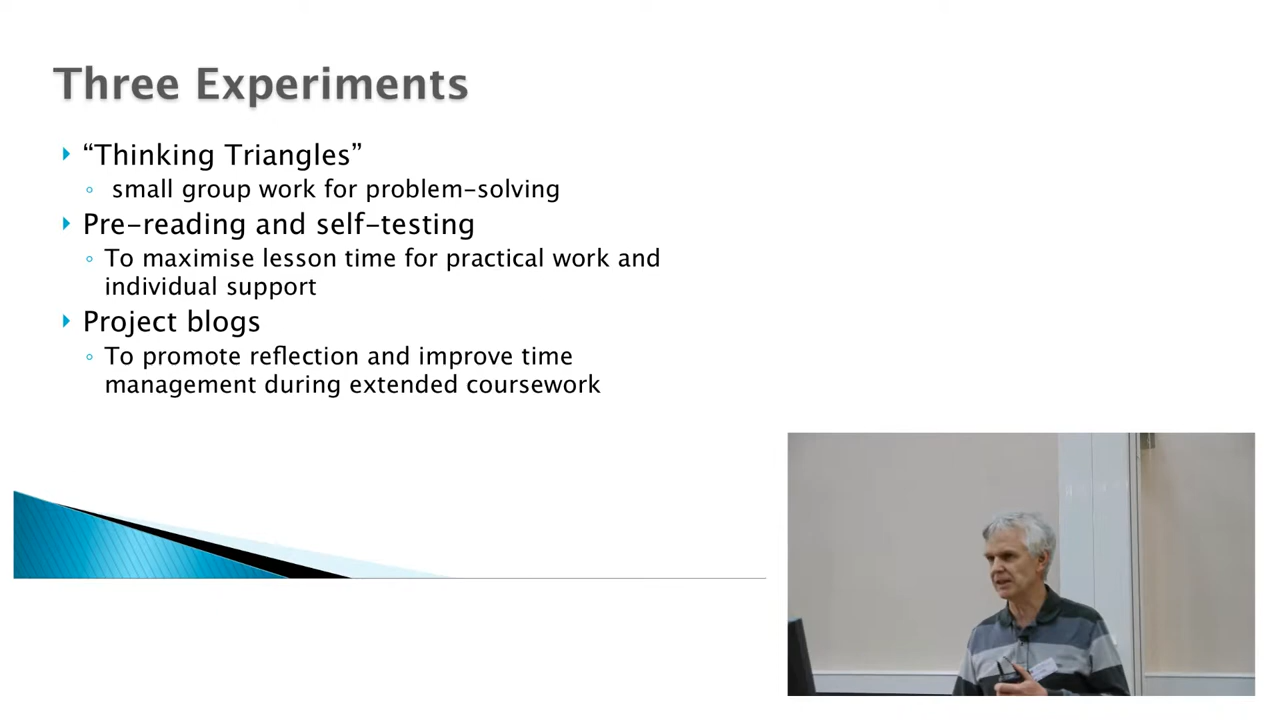 Three Experiments
“Thinking Triangles”
small group work for problem-solving
Pre-reading and self-testing
To maximise lesson time for practical work and
individual support
Project blogs
To promote reflection and improve time
management during extended coursework